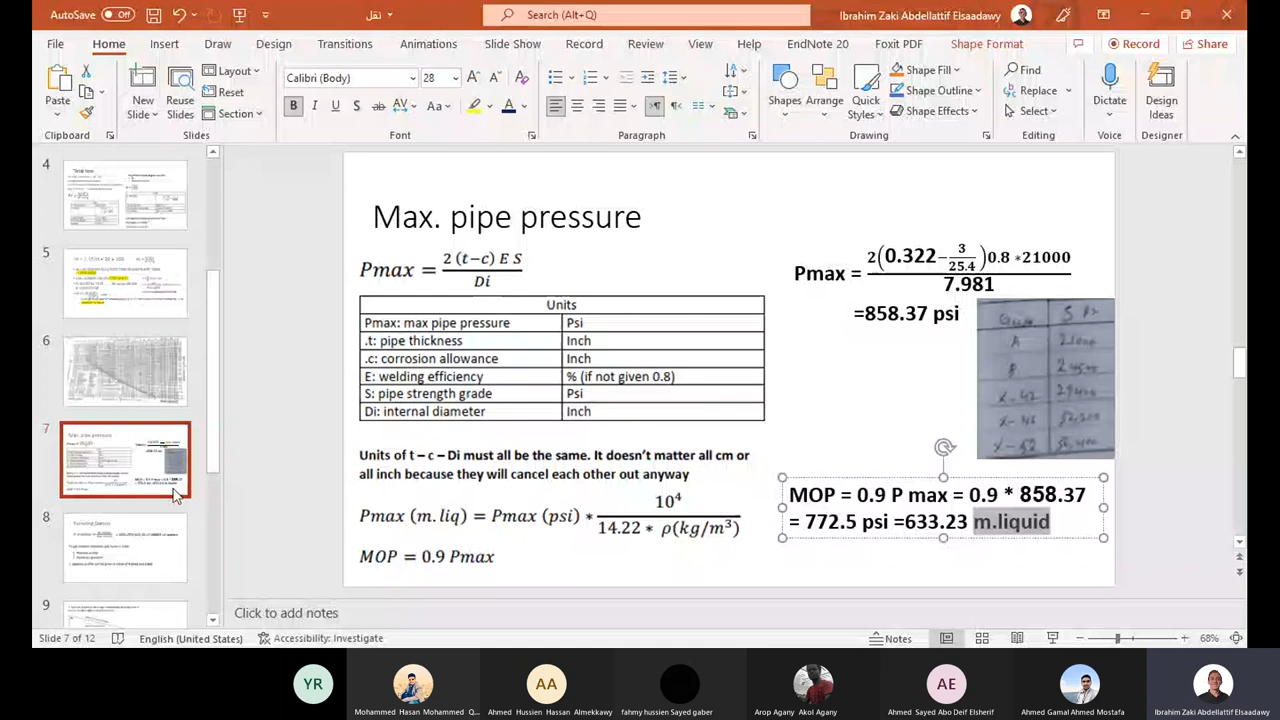 AutoSave Off
نقل
Search (Alt+Q)
Ibrahim Zaki Abdellattif Elsaadawy
File Home Insert Draw Design Transitions Animations Slide Show Record Review View Help EndNote 20 Foxit PDF Shape Format Record Share
Paste
Clipboard
New Slide
Reuse Slides
Layout
Reset
Section
Slides
Calibri (Body) 28
Font
Paragraph
Shapes Arrange Quick Styles
Shape Fill
Shape Outline
Shape Effects
Drawing
Find
Replace
Select
Editing
Dictate
Voice
Design Ideas
Designer
4
5
6
7
8
9
Max. pipe pressure
Pmax = 2 (t−c) E S / Di
Units
Pmax: max pipe pressure Psi
.t: pipe thickness Inch
.c: corrosion allowance Inch
E: welding efficiency % (if not given 0.8)
S: pipe strength grade Psi
Di: internal diameter Inch
Units of t – c – Di must all be the same. It doesn't matter all cm or
all inch because they will cancel each other out anyway
Pmax (m.liq) = Pmax (psi) * 10^4 / 14.22 * ρ(kg/m^3)
MOP = 0.9 Pmax
Pmax = 2(0.322 − 3/25.4)0.8 *21000 / 7.981
=858.37 psi
MOP = 0.9 P max = 0.9 * 858.37
= 772.5 psi =633.23 m.liquid
Click to add notes
Slide 7 of 12 English (United States) Accessibility: Investigate Notes 68%
YR AA AE
Mohammed Hasan Mohammed Q... Ahmed Hussien Hassan Almekkawy fahmy hussien Sayed gaber Arop Agany Akol Agany Ahmed Sayed Abo Deif Elsherif Ahmed Gamal Ahmed Mostafa Ibrahim Zaki Abdellattif Elsaadawy